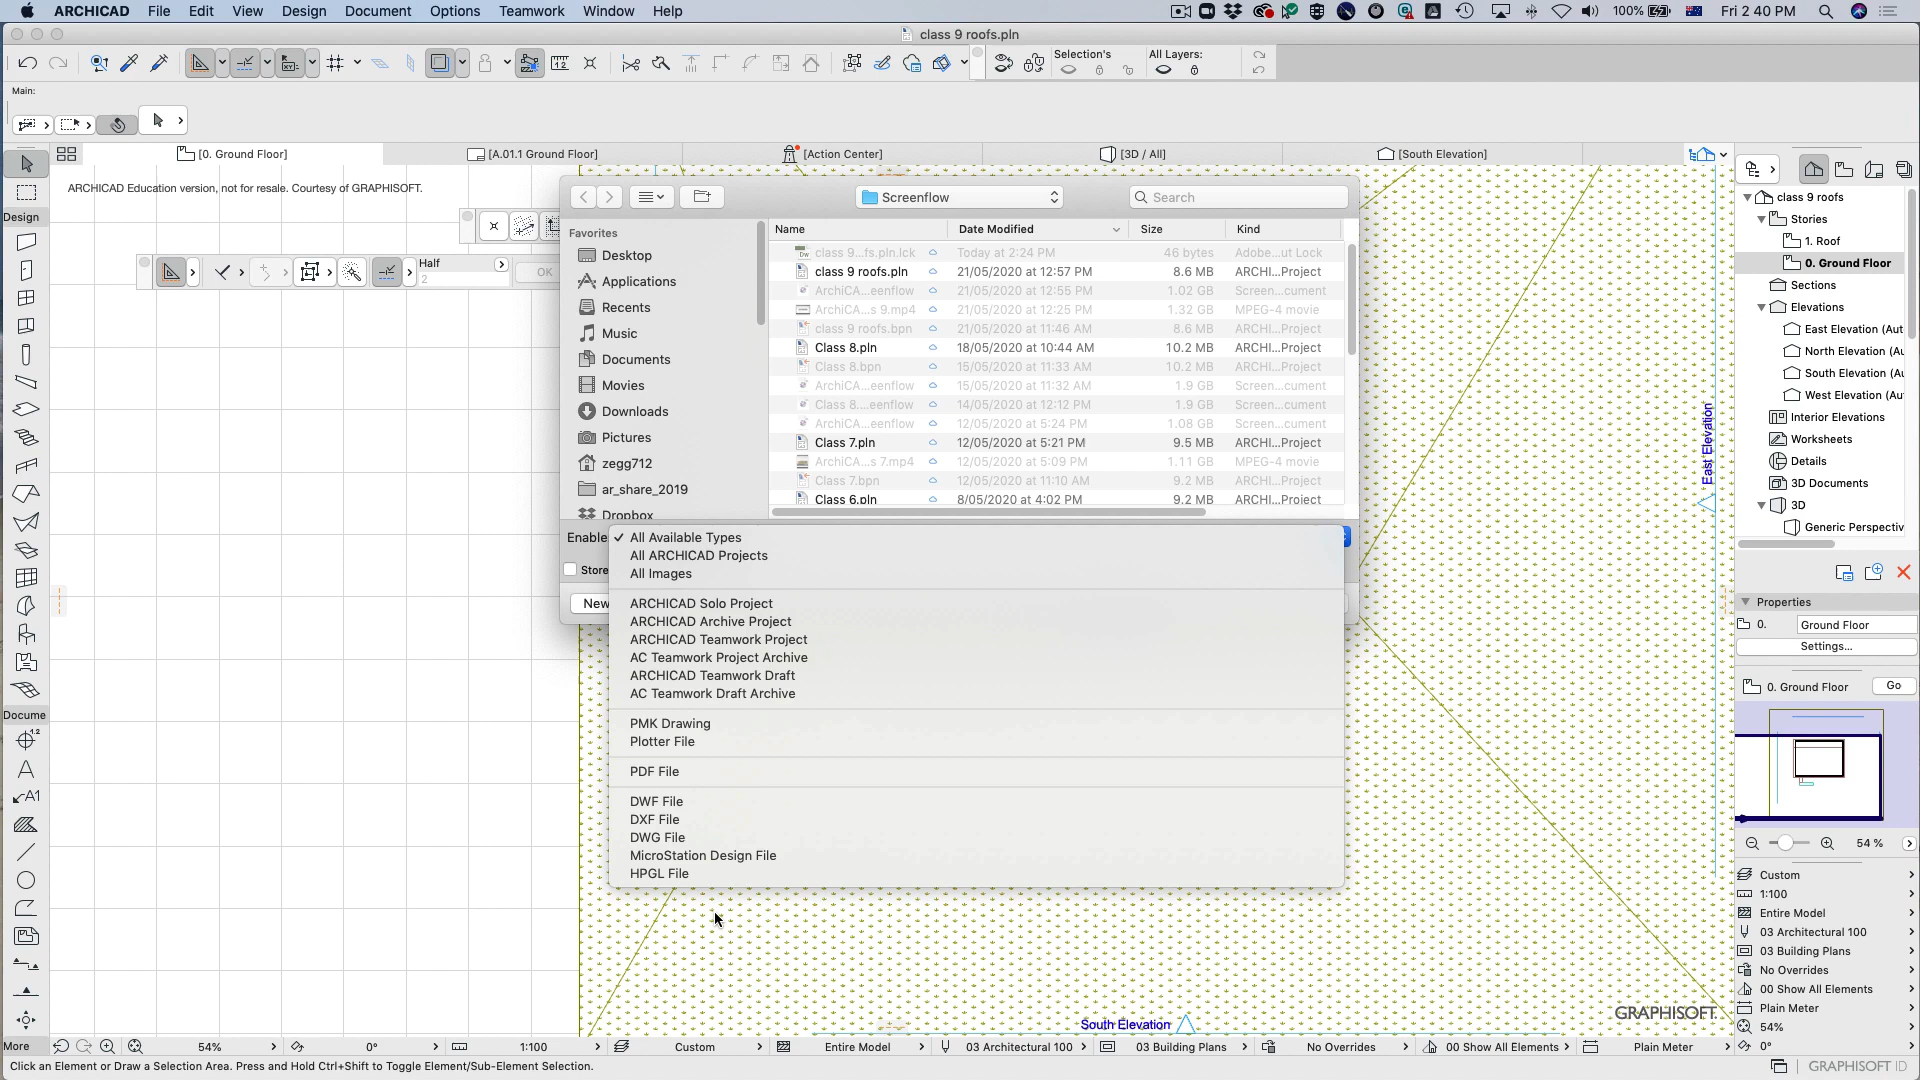 ARCHICAD File Edit View Design Document Options Teamwork Window Help
100% Fri 2 40 PM
class 9 roofs.pln
Selection's
All Layers:
Main:
[0. Ground Floor]
[A.01.1 Ground Floor]
[Action Center]
[3D / All]
[South Elevation]
ARCHICAD Education version, not for resale. Courtesy of GRAPHISOFT.
Design
Half
2
OK
Screenflow
Search
Favorites
Desktop
Applications
Recents
Music
Documents
Movies
Downloads
Pictures
zegg712
ar_share_2019
Dropbox
Name Date Modified Size Kind
class 9...fs.pln.lck Today at 2:24 PM 46 bytes Adobe...ut Lock
class 9 roofs.pln 21/05/2020 at 12:57 PM 8.6 MB ARCHI...Project
ArchiCA...eenflow 21/05/2020 at 12:55 PM 1.02 GB Screen...cument
ArchiCA...s 9.mp4 21/05/2020 at 12:25 PM 1.32 GB MPEG-4 movie
class 9 roofs.bpn 21/05/2020 at 11:46 AM 8.6 MB ARCHI...Project
Class 8.pln 18/05/2020 at 10:44 AM 10.2 MB ARCHI...Project
Class 8.bpn 15/05/2020 at 11:33 AM 10.2 MB ARCHI...Project
ArchiCA...eenflow 15/05/2020 at 11:32 AM 1.9 GB Screen...cument
Class 8....eenflow 14/05/2020 at 12:12 PM 1.9 GB Screen...cument
ArchiCA...eenflow 12/05/2020 at 5:24 PM 1.08 GB Screen...cument
Class 7.pln 12/05/2020 at 5:21 PM 9.5 MB ARCHI...Project
ArchiCA...s 7.mp4 12/05/2020 at 5:09 PM 1.11 GB MPEG-4 movie
Class 7.bpn 12/05/2020 at 11:10 AM 9.2 MB ARCHI...Project
Class 6.pln 8/05/2020 at 4:02 PM 9.2 MB ARCHI...Project
Enable
Store
New
All Available Types
All ARCHICAD Projects
All Images
ARCHICAD Solo Project
ARCHICAD Archive Project
ARCHICAD Teamwork Project
AC Teamwork Project Archive
ARCHICAD Teamwork Draft
AC Teamwork Draft Archive
PMK Drawing
Plotter File
PDF File
DWF File
DXF File
DWG File
MicroStation Design File
HPGL File
East Elevation
South Elevation
GRAPHISOFT.
Docume
More
class 9 roofs
Stories
1. Roof
0. Ground Floor
Sections
Elevations
East Elevation (Aut
North Elevation (Au
South Elevation (Au
West Elevation (Au
Interior Elevations
Worksheets
Details
3D Documents
3D
Generic Perspectiv
Properties
0. Ground Floor
Settings...
0. Ground Floor Go
54 %
Custom
1:100
Entire Model
03 Architectural 100
03 Building Plans
No Overrides
00 Show All Elements
Plain Meter
54%
0°
54% 0° 1:100 Custom Entire Model 03 Architectural 100 03 Building Plans No Overrides 00 Show All Elements Plain Meter
Click an Element or Draw a Selection Area. Press and Hold Ctrl+Shift to Toggle Element/Sub-Element Selection.
GRAPHISOFT ID